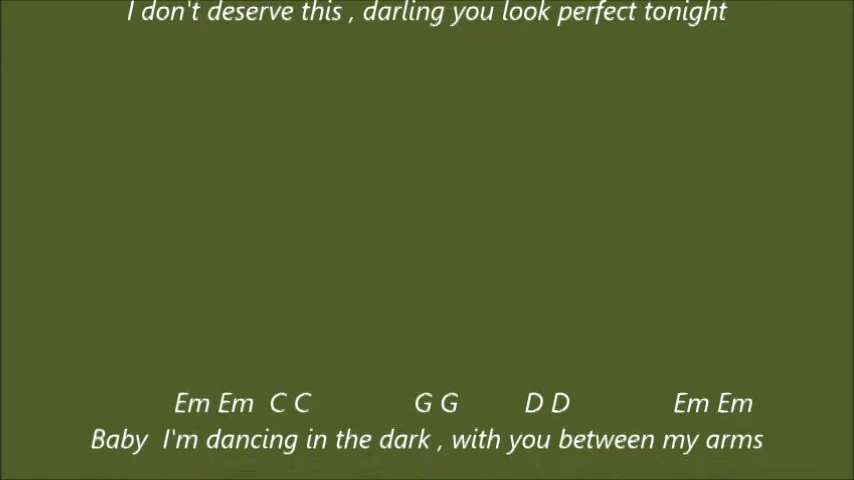 I don't deserve this , darling you look perfect tonight
Em Em C C G G D D Em Em
Baby I'm dancing in the dark , with you between my arms